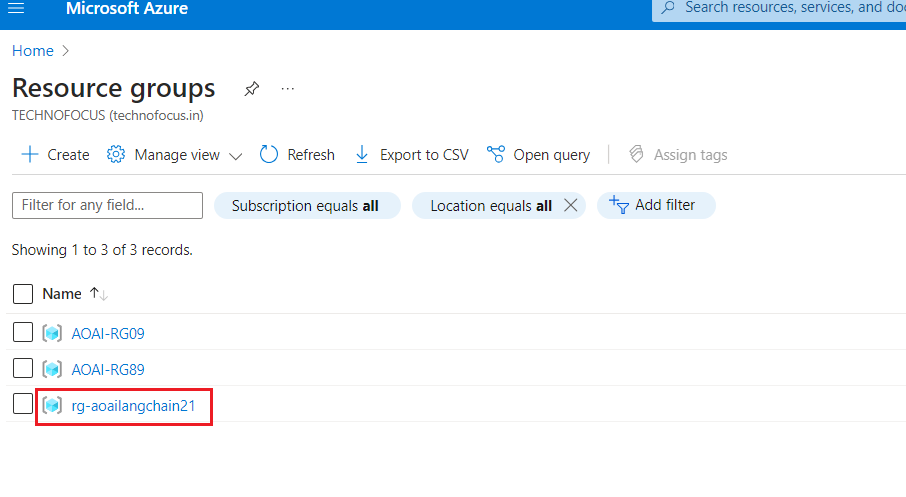 Microsoft Azure
Search resources, services, and do
Home
Resource groups
TECHNOFOCUS (technofocus.in)
Create Manage view Refresh Export to CSV Open query Assign tags
Filter for any field... Subscription equals all Location equals all Add filter
Showing 1 to 3 of 3 records.
Name
AOAI-RG09
AOAI-RG89
rg-aoailangchain21